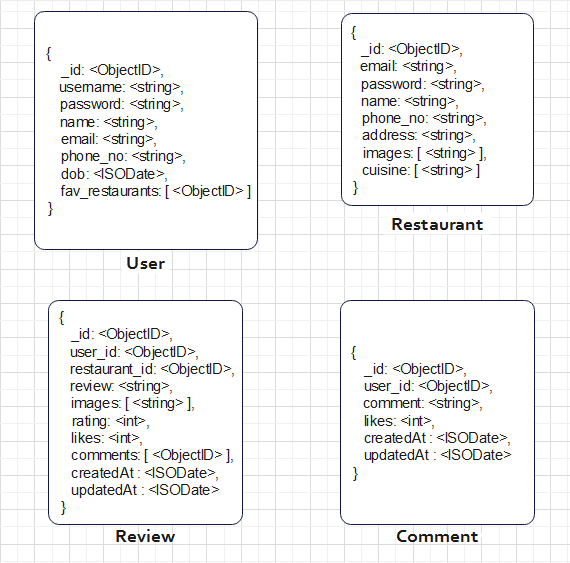 {
_id: <ObjectID>,
username: <string>,
password: <string>,
name: <string>,
email: <string>,
phone_no: <string>,
dob: <ISODate>,
fav_restaurants: [ <ObjectID> ]
}
User
{
_id: <ObjectID>,
email: <string>,
password: <string>,
name: <string>,
phone_no: <string>,
address: <string>,
images: [ <string> ],
cuisine: [ <string> ]
}
Restaurant
{
_id: <ObjectID>,
user_id: <ObjectID>,
restaurant_id: <ObjectID>,
review: <string>,
images: [ <string> ],
rating: <int>,
likes: <int>,
comments: [ <ObjectID> ],
createdAt : <ISODate>,
updatedAt : <ISODate>
}
Review
{
_id: <ObjectID>,
user_id: <ObjectID>,
comment: <string>,
likes: <int>,
createdAt : <ISODate>,
updatedAt : <ISODate>
}
Comment